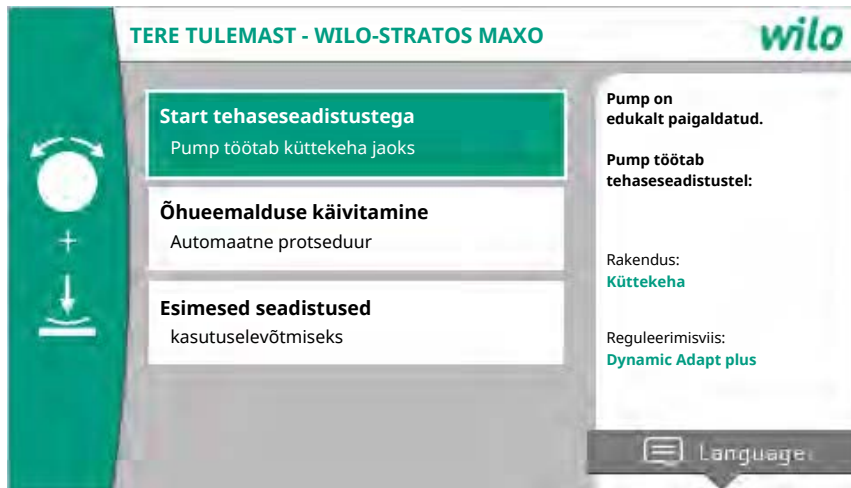 TERE TULEMAST - WILO-STRATOS MAXO
wilo
Start tehaseseadistustega
Pump töötab küttekeha jaoks
Õhueemalduse käivitamine
Automaatne protseduur
Esimesed seadistused
kasutuselevõtmiseks
Pump on
edukalt paigaldatud.
Pump töötab
tehaseseadistustel:
Rakendus:
Küttekeha
Reguleerimisviis:
Dynamic Adapt plus
Language